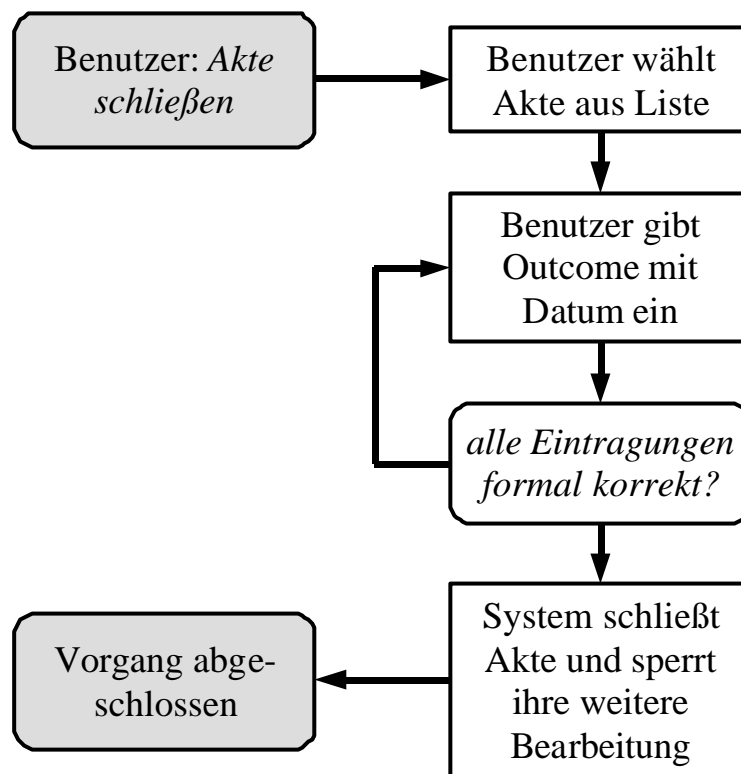 Benutzer: Akte
schließen
Benutzer wählt
Akte aus Liste
Benutzer gibt
Outcome mit
Datum ein
alle Eintragungen
formal korrekt?
System schließt
Akte und sperrt
ihre weitere
Bearbeitung
Vorgang abge-
schlossen